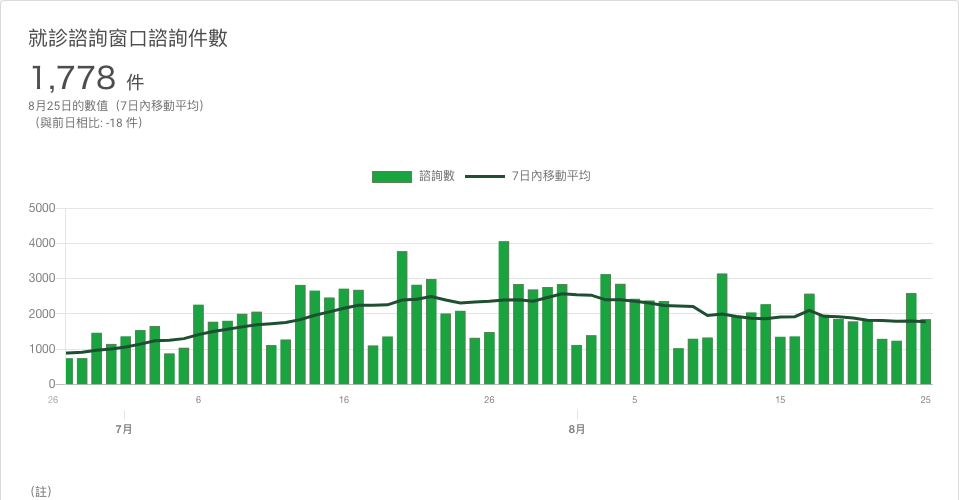 就診諮詢窗口諮詢件數
1,778 件
8月25日的數值（7日內移動平均）
（與前日相比: -18 件）
諮詢數 7日內移動平均
5000
4000
3000
2000
1000
0
26 6 16 26 5 15 25
7月 8月
（註）